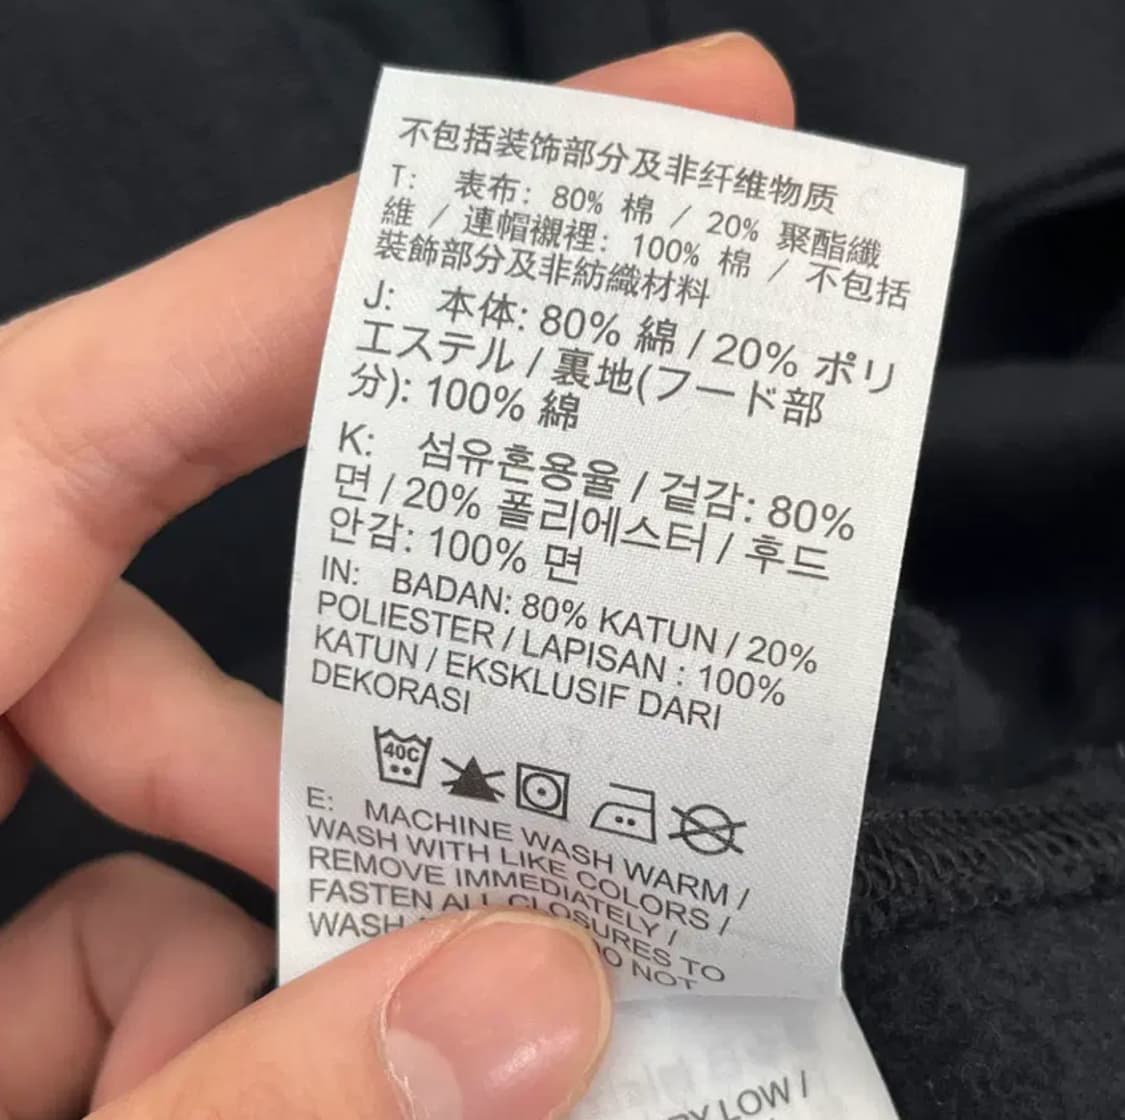 不包括装饰部分及非纤维物质
T: 表布: 80% 棉 / 20% 聚酯纖
維 / 連帽襯裡: 100% 棉 / 不包括
裝飾部分及非紡織材料
J: 本体: 80% 綿 / 20% ポリ
エステル / 裏地(フード部
分): 100% 綿
K: 섬유혼용율 / 겉감: 80%
면 / 20% 폴리에스터 / 후드
안감: 100% 면
IN: BADAN: 80% KATUN / 20%
POLIESTER / LAPISAN : 100%
KATUN / EKSKLUSIF DARI
DEKORASI
40C
E: MACHINE WASH WARM /
WASH WITH LIKE COLORS /
REMOVE IMMEDIATELY /
FASTEN ALL CLOSURES TO
WASH DO NOT
LOW /